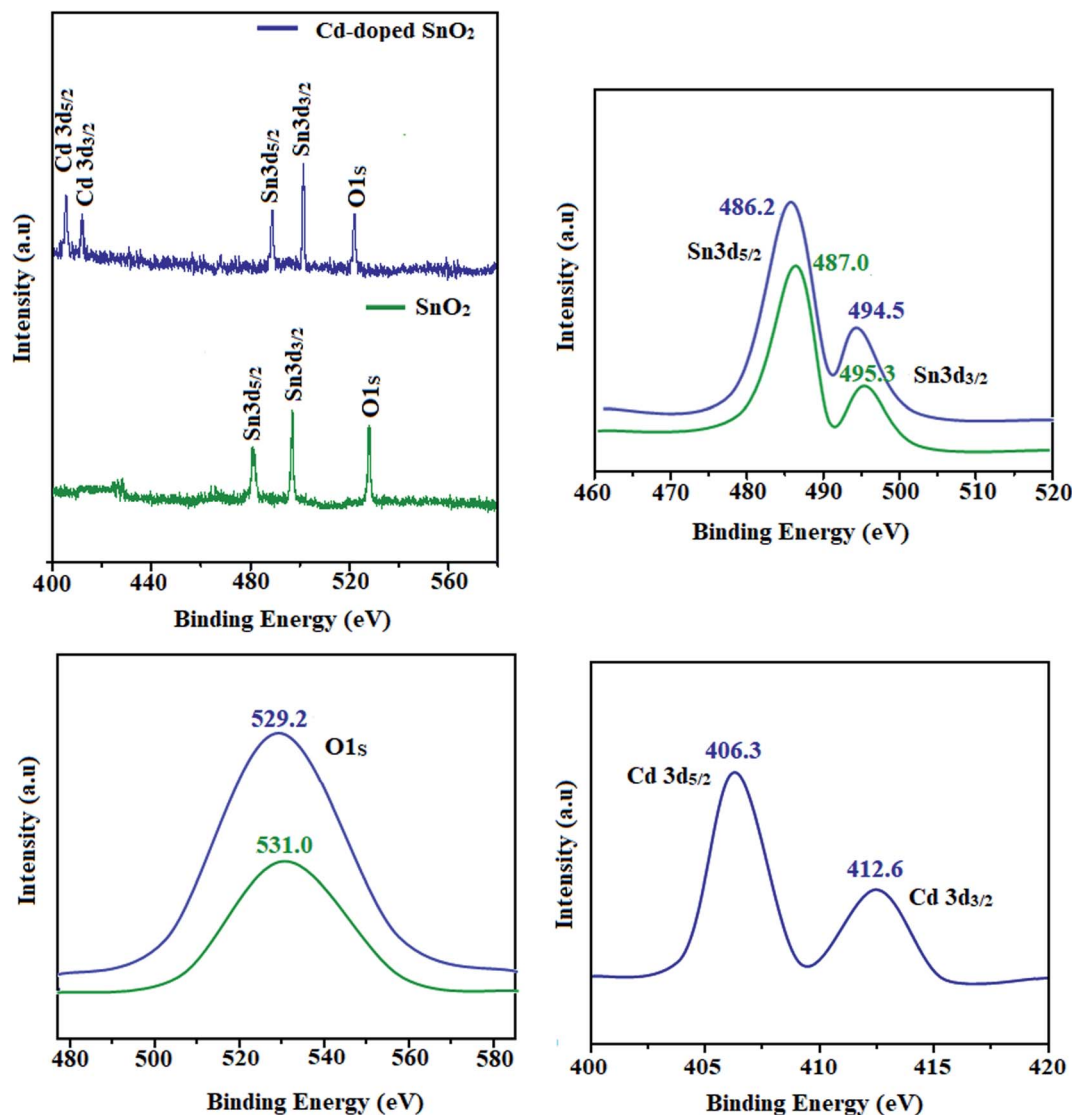 Cd-doped SnO₂
Cd 3d₅/₂
Cd 3d₃/₂
Sn3d₅/₂
Sn3d₃/₂
O1s
SnO₂
Sn3d₅/₂
Sn3d₃/₂
O1s
Intensity (a.u)
400 440 480 520 560
Binding Energy (eV)
486.2
Sn3d₅/₂
487.0
494.5
495.3
Sn3d₃/₂
Intensity (a.u)
460 470 480 490 500 510 520
Binding Energy (eV)
529.2
O1s
531.0
Intensity (a.u)
480 500 520 540 560 580
Binding Energy (eV)
406.3
Cd 3d₅/₂
412.6
Cd 3d₃/₂
Intensity (a.u)
400 405 410 415 420
Binding Energy (eV)